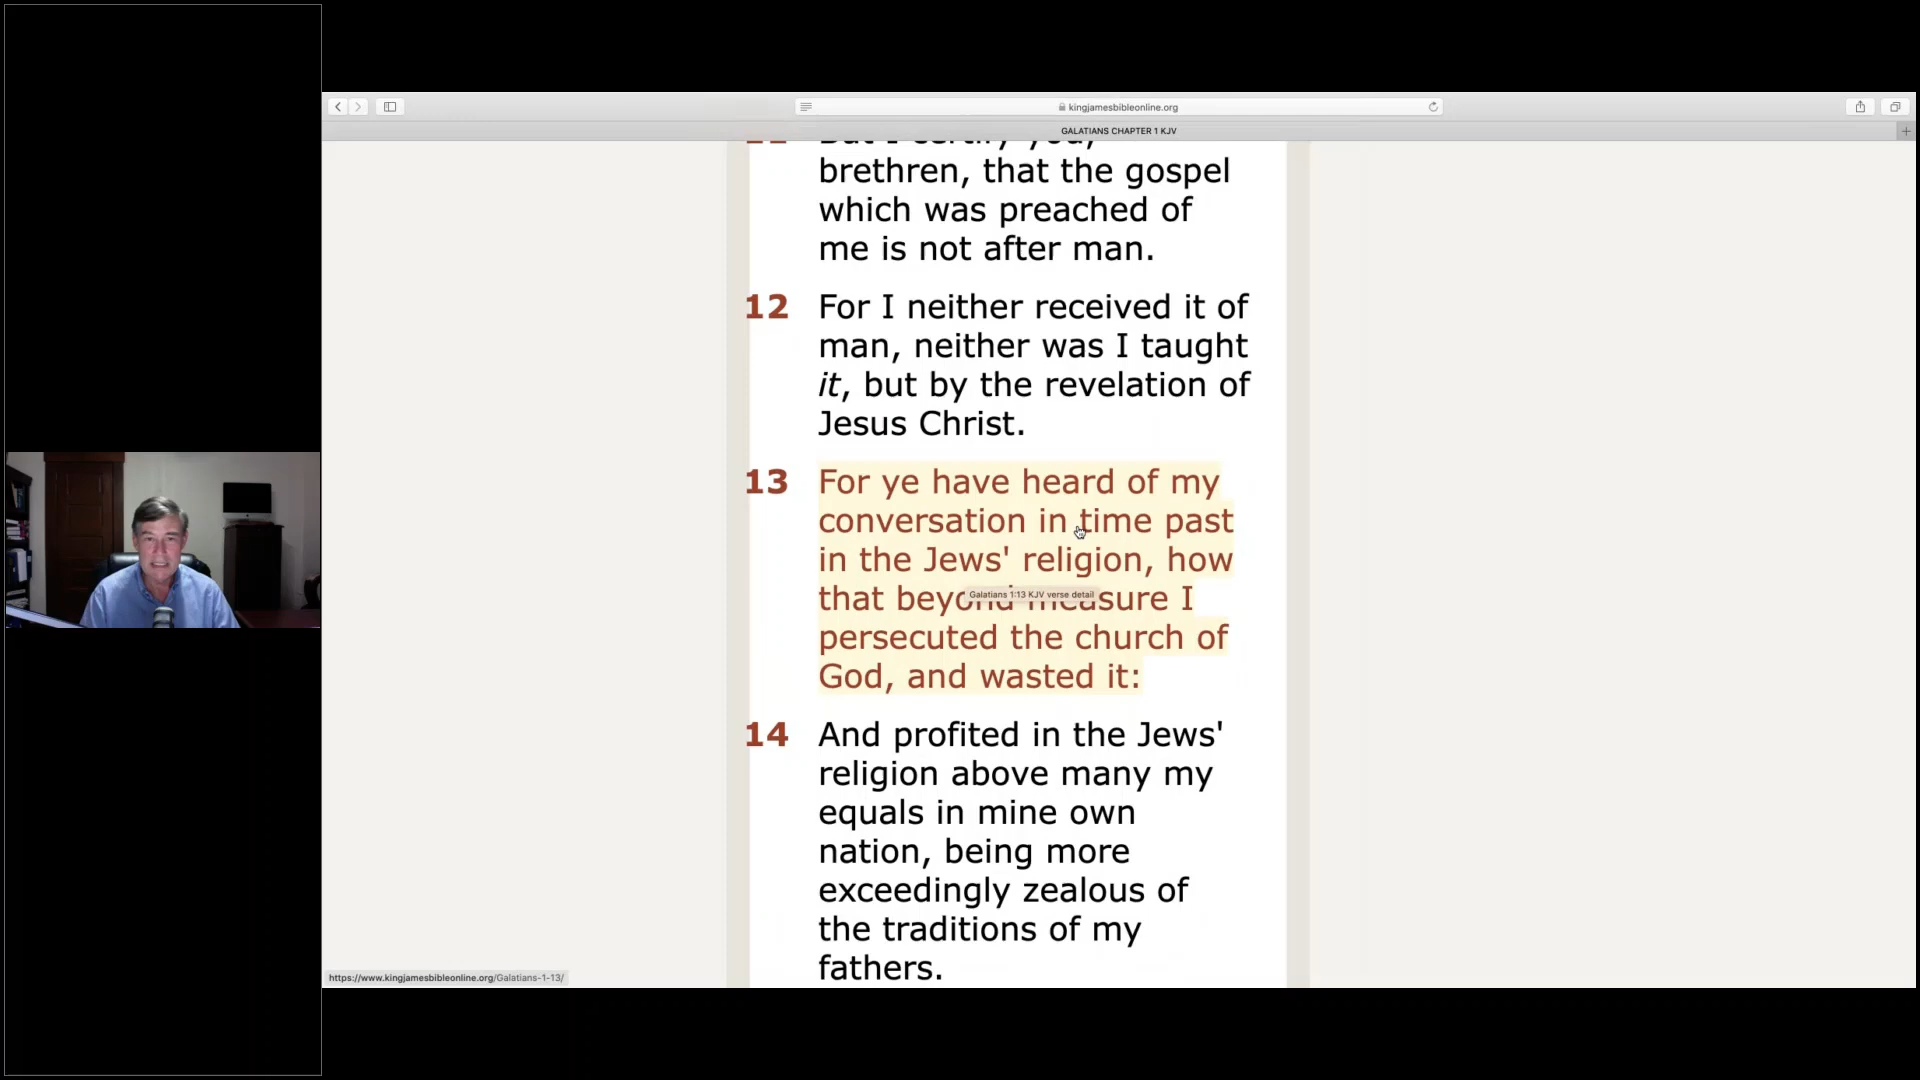 kingjamesbibleonline.org
GALATIANS CHAPTER 1 KJV
11 But I certify you,
brethren, that the gospel
which was preached of
me is not after man.
12 For I neither received it of
man, neither was I taught
it, but by the revelation of
Jesus Christ.
13 For ye have heard of my
conversation in time past
in the Jews' religion, how
that beyond measure I
Galatians 1:13 KJV verse detail
persecuted the church of
God, and wasted it:
14 And profited in the Jews'
religion above many my
equals in mine own
nation, being more
exceedingly zealous of
the traditions of my
fathers.
https://www.kingjamesbibleonline.org/Galatians-1-13/